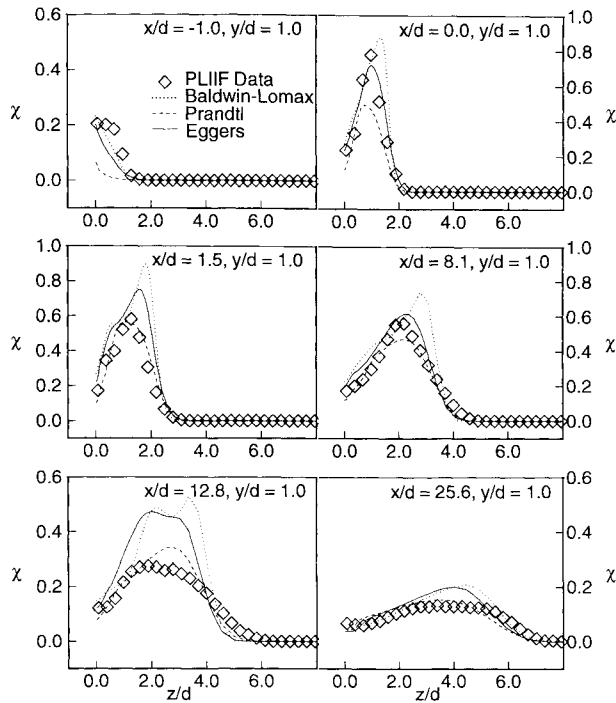 0.6
x/d = -1.0, y/d = 1.0
0.4
PLIIF Data
Baldwin-Lomax
Prandtl
Eggers
χ
0.2
0.0
0.0 2.0 4.0 6.0
x/d = 0.0, y/d = 1.0
1.0
0.8
0.6
χ
0.4
0.2
0.0
0.0 2.0 4.0 6.0
1.0
x/d = 1.5, y/d = 1.0
0.8
0.6
χ
0.4
0.2
0.0
0.0 2.0 4.0 6.0
x/d = 8.1, y/d = 1.0
1.0
0.8
0.6
χ
0.4
0.2
0.0
0.0 2.0 4.0 6.0
0.6
x/d = 12.8, y/d = 1.0
0.4
χ
0.2
0.0
0.0 2.0 4.0 6.0
z/d
x/d = 25.6, y/d = 1.0
0.6
0.4
χ
0.2
0.0
0.0 2.0 4.0 6.0
z/d